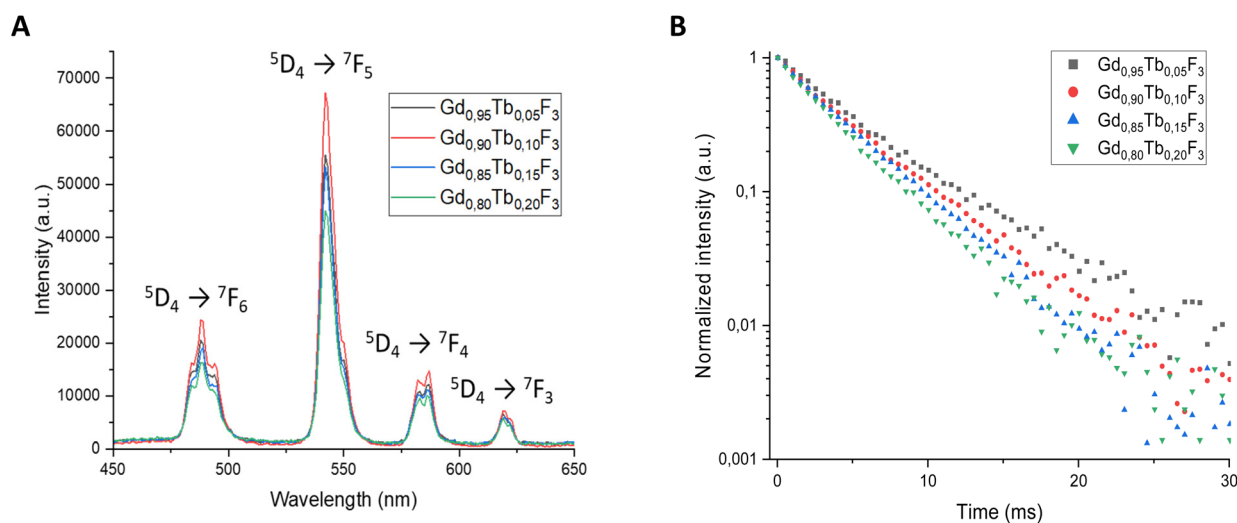 A
⁵D₄ → ⁷F₅
⁵D₄ → ⁷F₆
⁵D₄ → ⁷F₄
⁵D₄ → ⁷F₃
Gd₀,₉₅Tb₀,₀₅F₃
Gd₀,₉₀Tb₀,₁₀F₃
Gd₀,₈₅Tb₀,₁₅F₃
Gd₀,₈₀Tb₀,₂₀F₃
Intensity (a.u.)
70000
60000
50000
40000
30000
20000
10000
0
450
500
550
600
650
Wavelength (nm)
B
Gd₀,₉₅Tb₀,₀₅F₃
Gd₀,₉₀Tb₀,₁₀F₃
Gd₀,₈₅Tb₀,₁₅F₃
Gd₀,₈₀Tb₀,₂₀F₃
Normalized intensity (a.u.)
1
0,1
0,01
0,001
0
10
20
30
Time (ms)